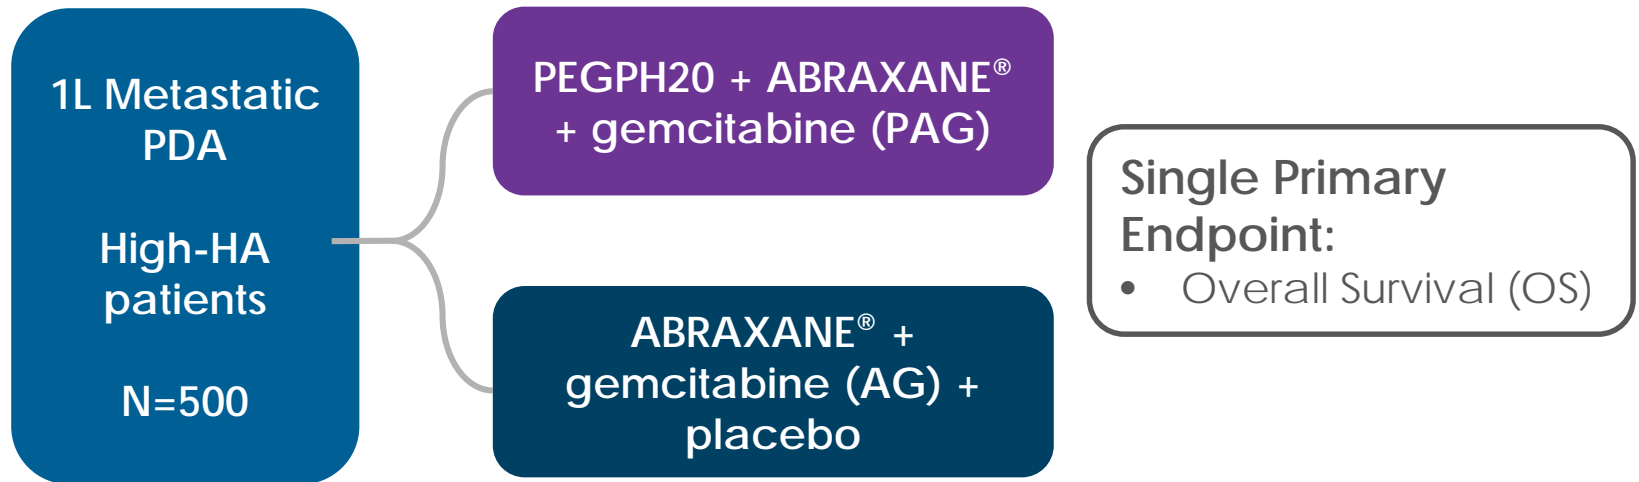 1L Metastatic
PDA
High-HA
patients
N=500
PEGPH20 + ABRAXANE®
+ gemcitabine (PAG)
ABRAXANE® +
gemcitabine (AG) +
placebo
Single Primary
Endpoint:
• Overall Survival (OS)